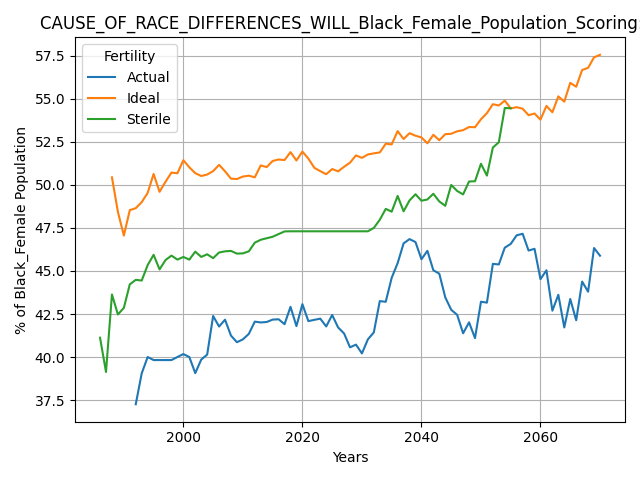 CAUSE_OF_RACE_DIFFERENCES_WILL_Black_Female_Population_Scoring
57.5
55.0
52.5
50.0
47.5
45.0
42.5
40.0
37.5
% of Black_Female Population
Fertility
Actual
Ideal
Sterile
2000
2020
2040
2060
Years